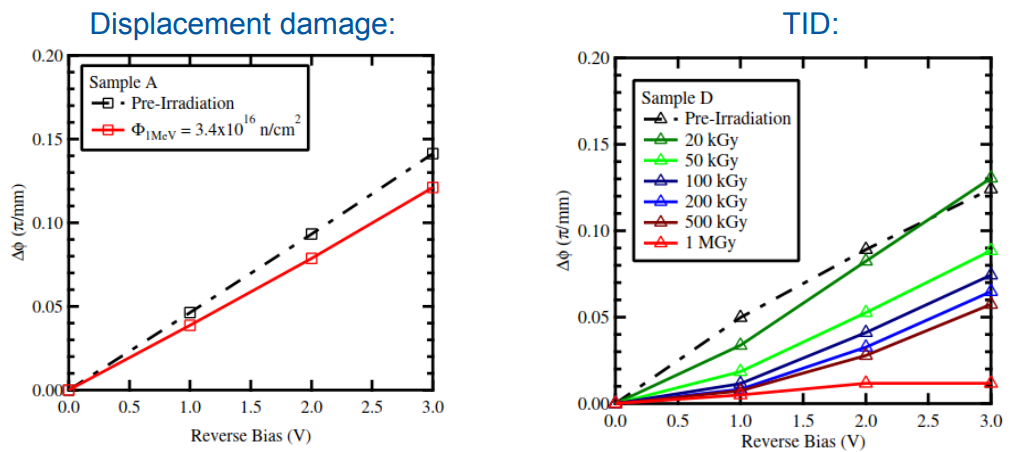 Displacement damage:
0.20
0.15
0.10
0.05
0.00
Δϕ (π/mm)
Sample A
Pre-Irradiation
Φ1MeV = 3.4x10^16 n/cm^2
0.0 0.5 1.0 1.5 2.0 2.5 3.0
Reverse Bias (V)
TID:
0.20
0.15
0.10
0.05
0.00
Δϕ (π/mm)
Sample D
Pre-Irradiation
20 kGy
50 kGy
100 kGy
200 kGy
500 kGy
1 MGy
0.0 0.5 1.0 1.5 2.0 2.5 3.0
Reverse Bias (V)